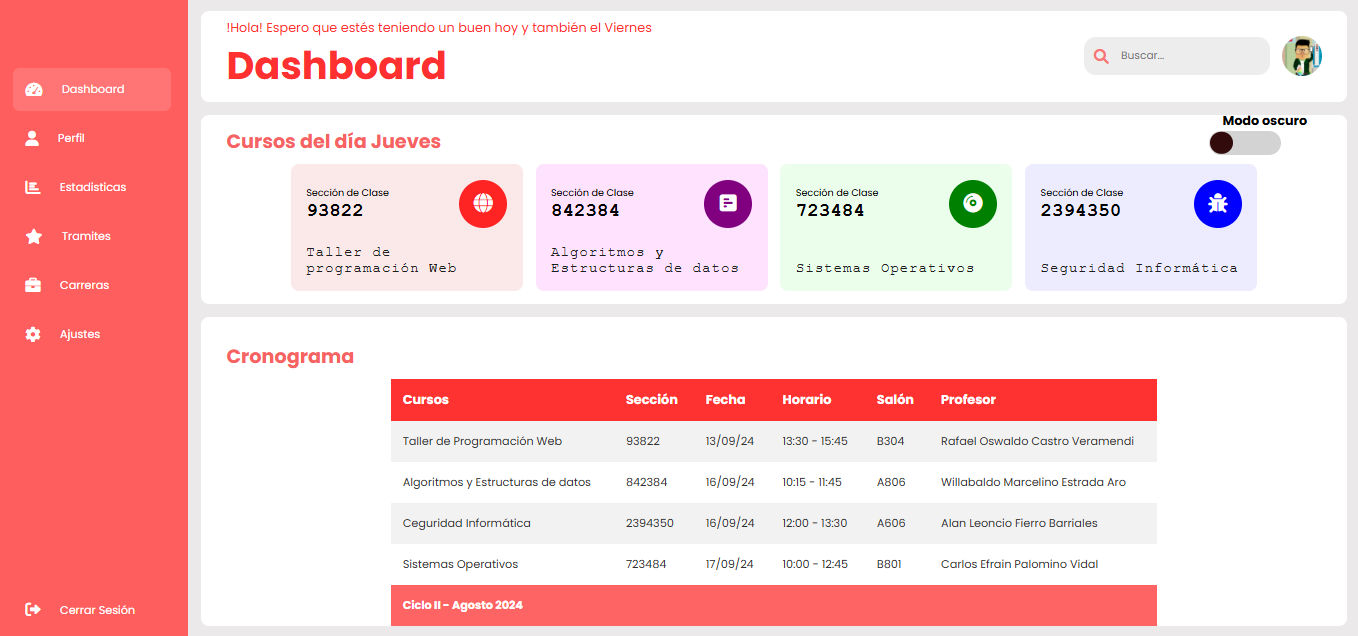 Dashboard
Perfil
Estadisticas
Tramites
Carreras
Ajustes
Cerrar Sesión
!Hola! Espero que estés teniendo un buen hoy y también el Viernes
Dashboard
Buscar...
Cursos del día Jueves
Modo oscuro
Sección de Clase
93822
Taller de
programación Web
Sección de Clase
842384
Algoritmos y
Estructuras de datos
Sección de Clase
723484
Sistemas Operativos
Sección de Clase
2394350
Seguridad Informática
Cronograma
Cursos Sección Fecha Horario Salón Profesor
Taller de Programación Web 93822 13/09/24 13:30 - 15:45 B304 Rafael Oswaldo Castro Veramendi
Algoritmos y Estructuras de datos 842384 16/09/24 10:15 - 11:45 A806 Willabaldo Marcelino Estrada Aro
Ceguridad Informática 2394350 16/09/24 12:00 - 13:30 A606 Alan Leoncio Fierro Barriales
Sistemas Operativos 723484 17/09/24 10:00 - 12:45 B801 Carlos Efrain Palomino Vidal
Ciclo II - Agosto 2024